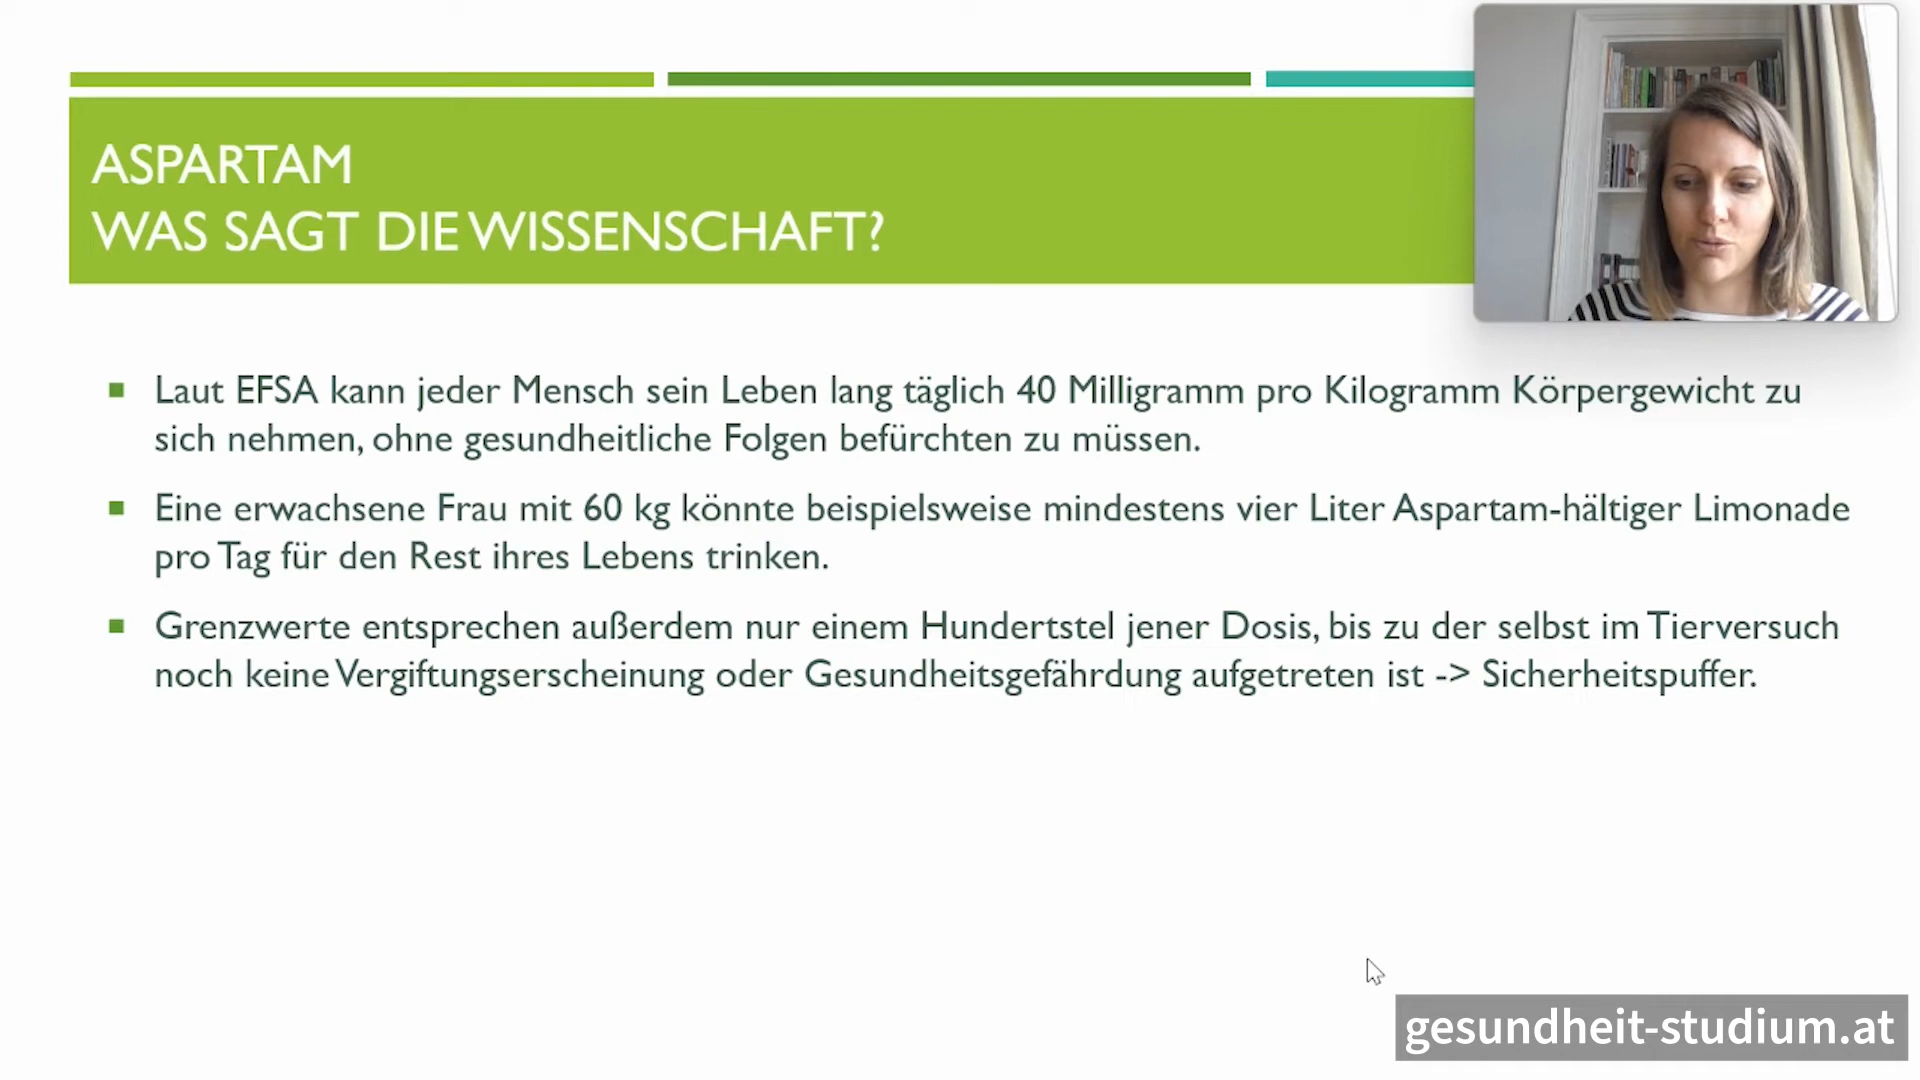 ASPARTAM
WAS SAGT DIE WISSENSCHAFT?
▪ Laut EFSA kann jeder Mensch sein Leben lang täglich 40 Milligramm pro Kilogramm Körpergewicht zu
sich nehmen, ohne gesundheitliche Folgen befürchten zu müssen.
▪ Eine erwachsene Frau mit 60 kg könnte beispielsweise mindestens vier Liter Aspartam-hältiger Limonade
pro Tag für den Rest ihres Lebens trinken.
▪ Grenzwerte entsprechen außerdem nur einem Hundertstel jener Dosis, bis zu der selbst im Tierversuch
noch keine Vergiftungserscheinung oder Gesundheitsgefährdung aufgetreten ist -> Sicherheitspuffer.
gesundheit-studium.at